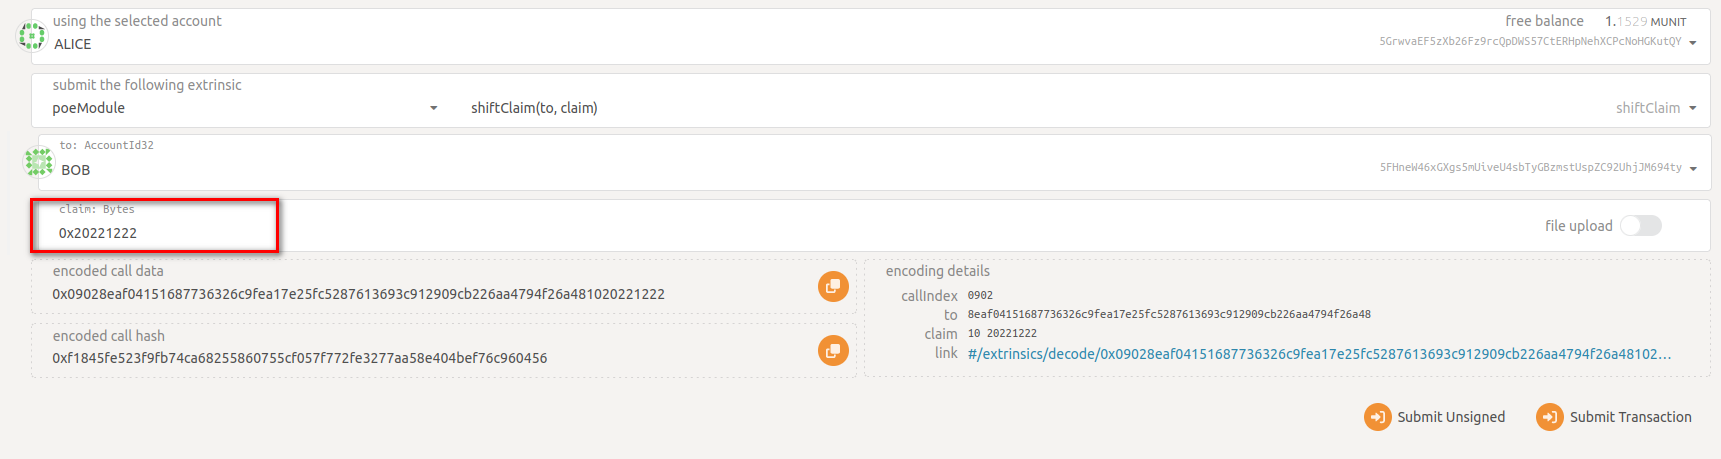 using the selected account
free balance 1.1529 MUNIT
ALICE
5GrwvaEF5zXb26Fz9rcQpDWS57CtERHpNehXCPcNoHGKutQY
submit the following extrinsic
poeModule
shiftClaim(to, claim)
shiftClaim
to: AccountId32
BOB
5FHneW46xGXgs5mUiveU4sbTyGBzmstUspZC92UhjJM694ty
claim: Bytes
0x20221222
file upload
encoded call data
0x09028eaf04151687736326c9fea17e25fc5287613693c912909cb226aa4794f26a481020221222
encoded call hash
0xf1845fe523f9fb74ca68255860755cf057f772fe3277aa58e404bef76c960456
encoding details
callIndex 0902
to 8eaf04151687736326c9fea17e25fc5287613693c912909cb226aa4794f26a48
claim 10 20221222
link #/extrinsics/decode/0x09028eaf04151687736326c9fea17e25fc5287613693c912909cb226aa4794f26a48102...
Submit Unsigned
Submit Transaction